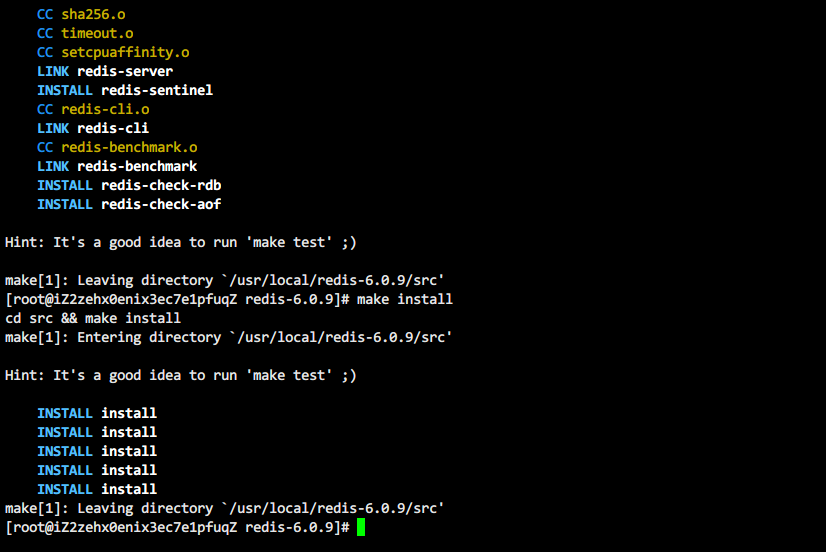 CC sha256.o
CC timeout.o
CC setcpuaffinity.o
LINK redis-server
INSTALL redis-sentinel
CC redis-cli.o
LINK redis-cli
CC redis-benchmark.o
LINK redis-benchmark
INSTALL redis-check-rdb
INSTALL redis-check-aof
Hint: It's a good idea to run 'make test' ;)
make[1]: Leaving directory `/usr/local/redis-6.0.9/src'
[root@iZ2zehx0enix3ec7e1pfuqZ redis-6.0.9]# make install
cd src && make install
make[1]: Entering directory `/usr/local/redis-6.0.9/src'
Hint: It's a good idea to run 'make test' ;)
INSTALL install
INSTALL install
INSTALL install
INSTALL install
INSTALL install
make[1]: Leaving directory `/usr/local/redis-6.0.9/src'
[root@iZ2zehx0enix3ec7e1pfuqZ redis-6.0.9]#